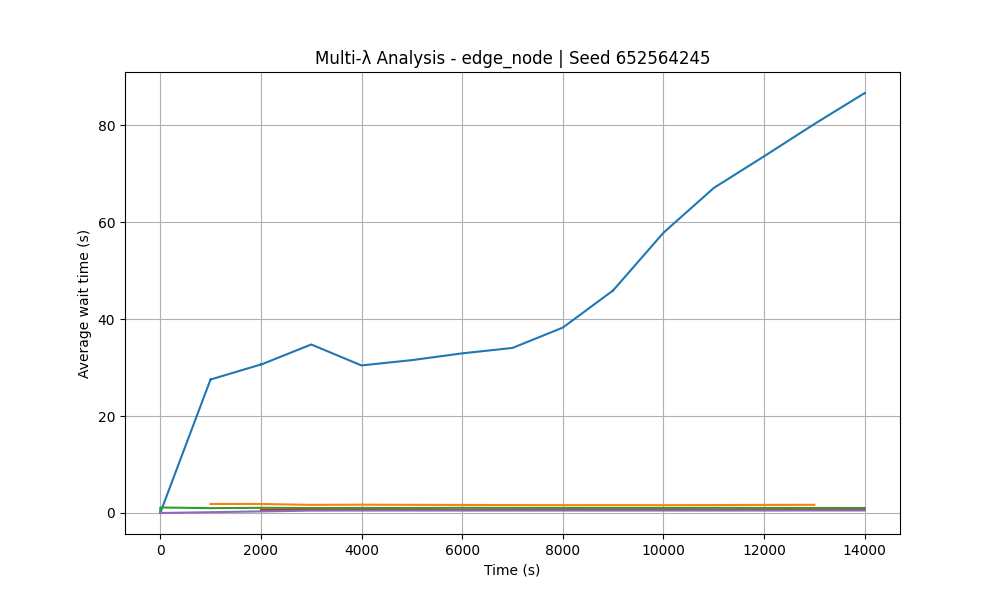 Multi-λ Analysis - edge_node | Seed 652564245
Average wait time (s)
80
60
40
20
0
0 2000 4000 6000 8000 10000 12000 14000
Time (s)